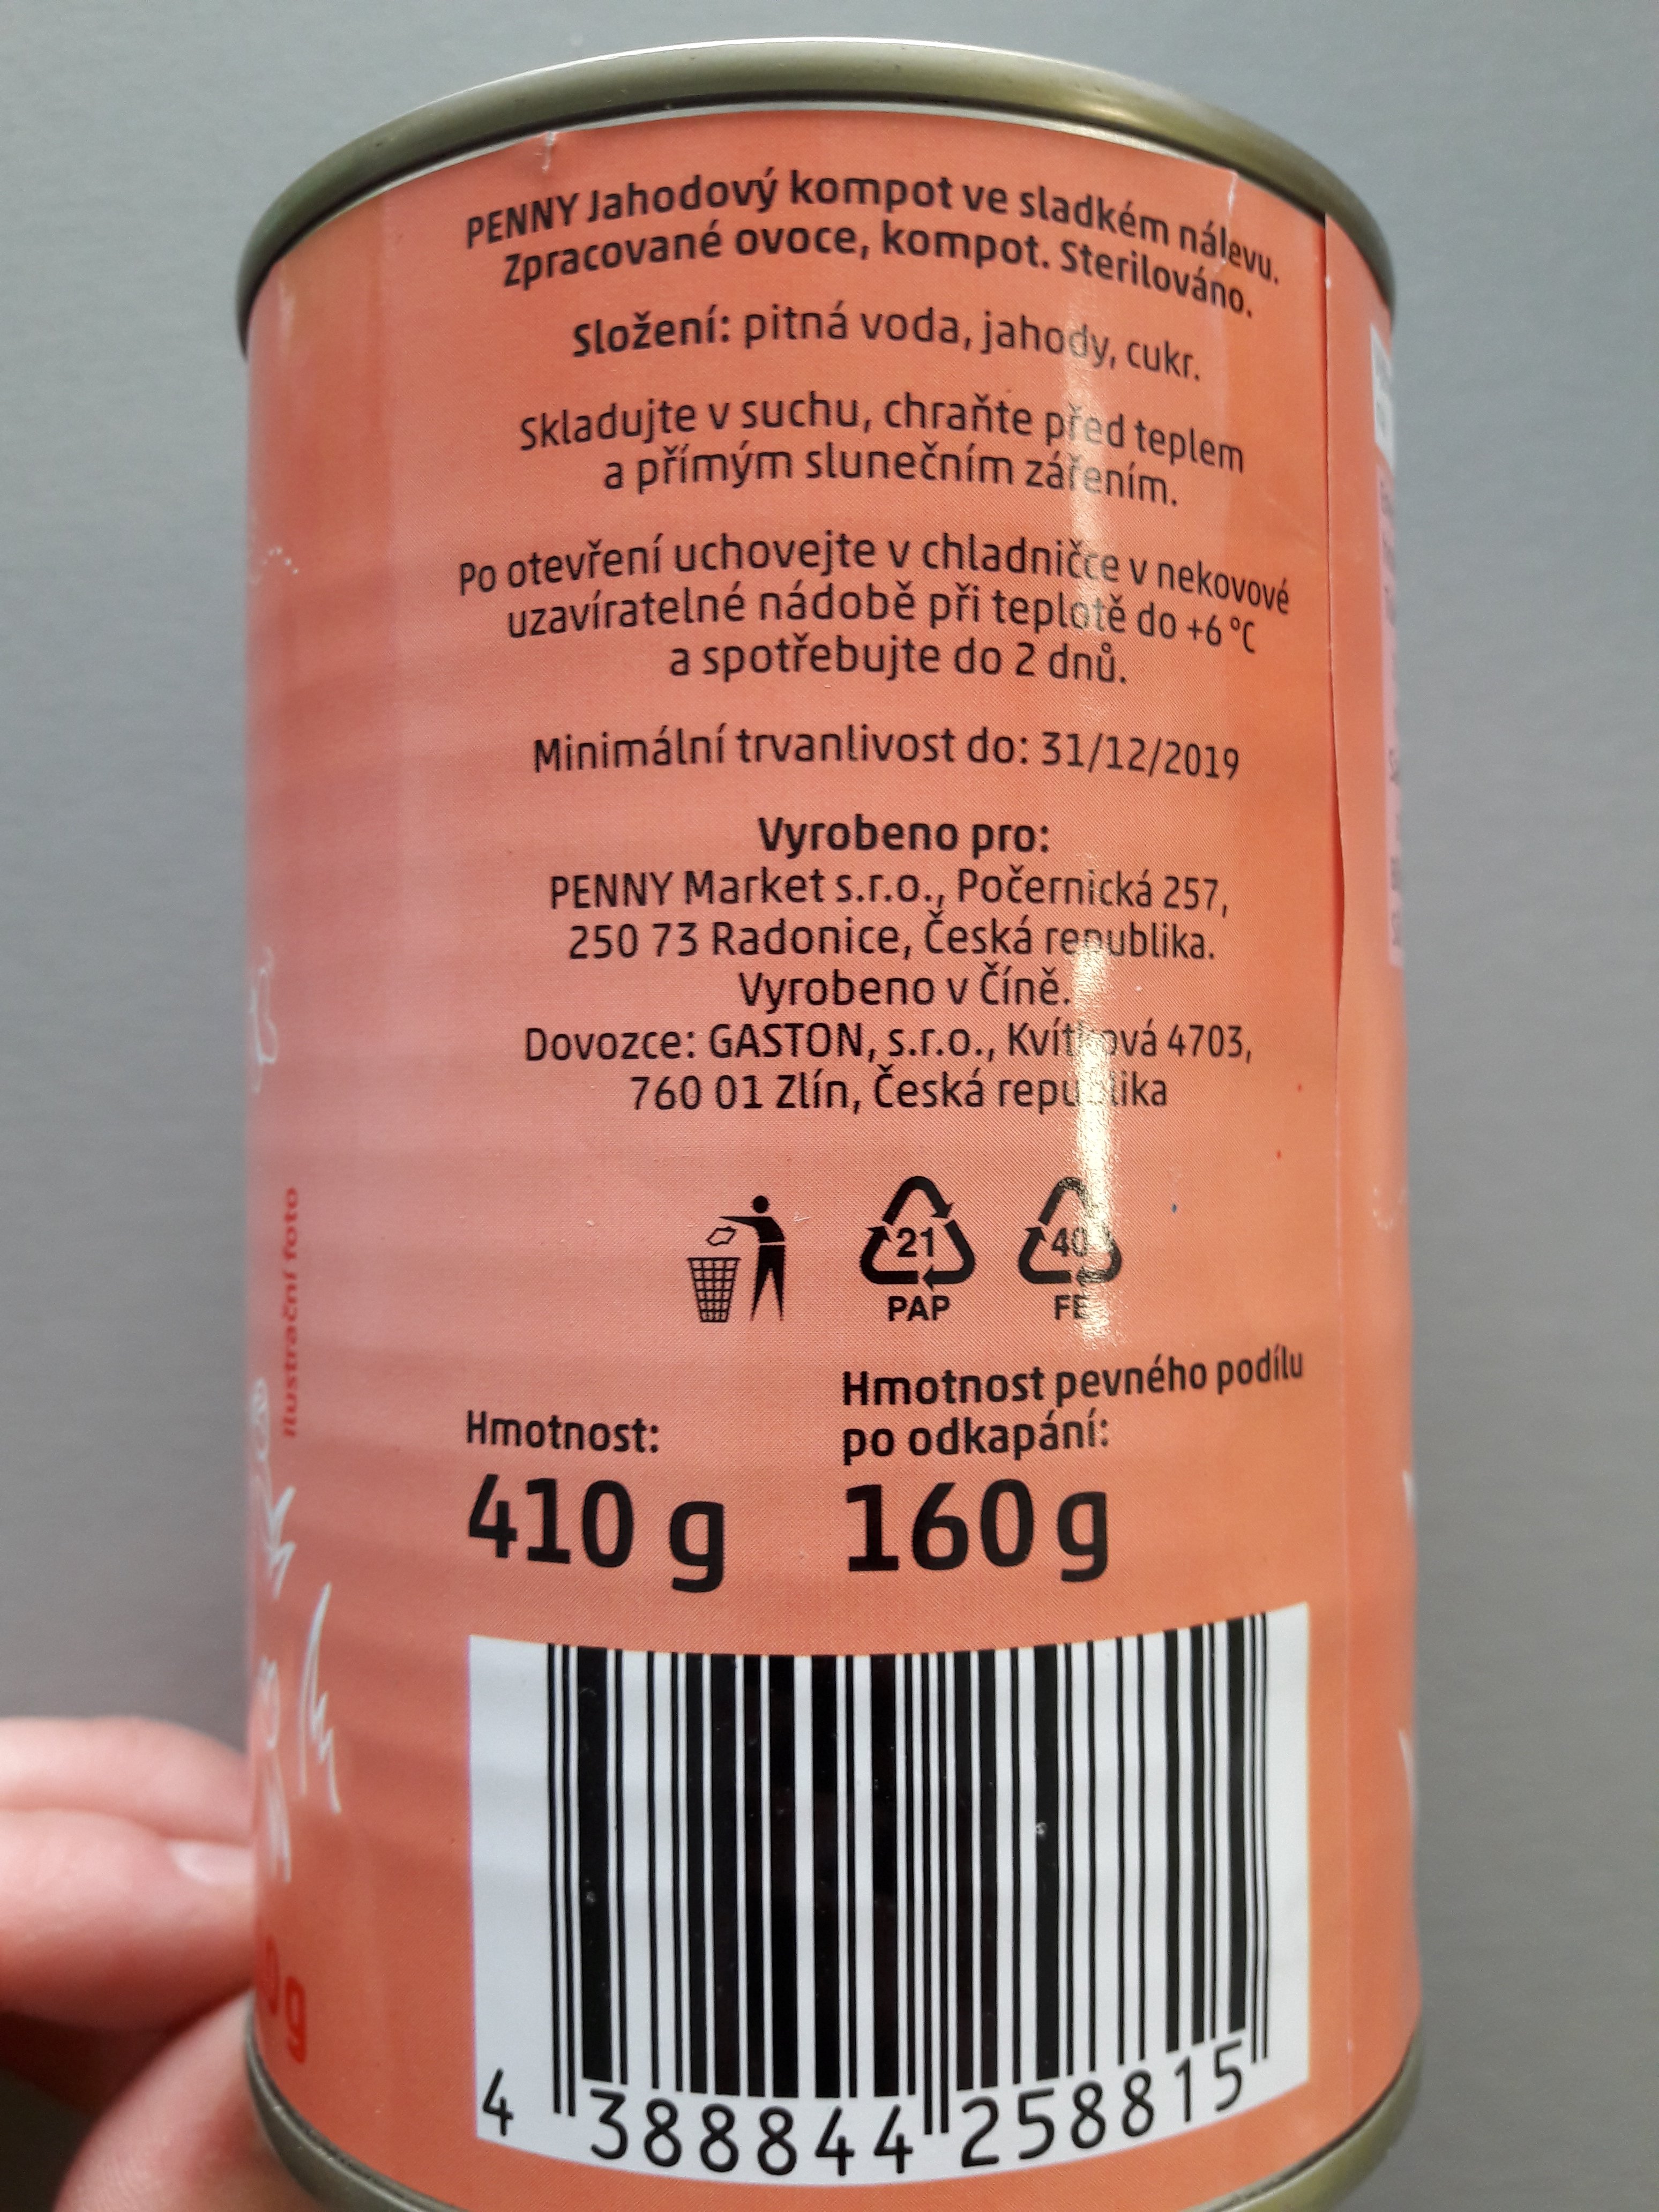 PENNY Jahodový kompot ve sladkém nálevu.
Zpracované ovoce, kompot. Sterilováno.
Složení: pitná voda, jahody, cukr.
Skladujte v suchu, chraňte před teplem
a přímým slunečním zářením.
Po otevření uchovejte v chladničce v nekovové
uzavíratelné nádobě při teplotě do +6 °C
a spotřebujte do 2 dnů.
Minimální trvanlivost do: 31/12/2019
Vyrobeno pro:
PENNY Market s.r.o., Počernická 257,
250 73 Radonice, Česká republika.
Vyrobeno v Číně.
Dovozce: GASTON, s.r.o., Kvítková 4703,
760 01 Zlín, Česká republika
Ilustrační foto
21 40
PAP FE
Hmotnost:
410 g
Hmotnost pevného podílu
po odkapání:
160 g
4 388844 258815